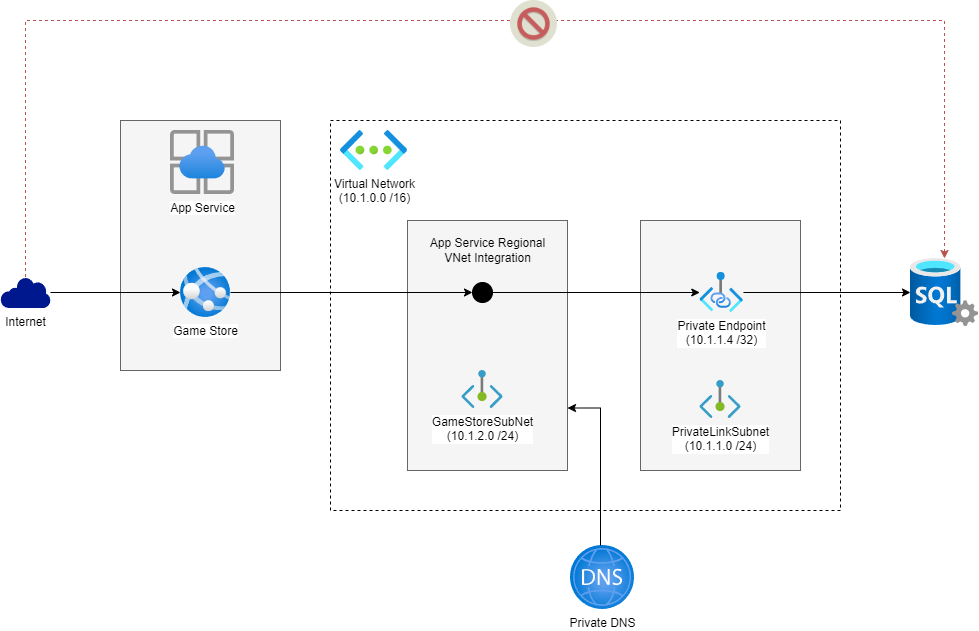 App Service
Virtual Network
(10.1.0.0 /16)
App Service Regional
VNet Integration
Internet
Game Store
SQL
Private Endpoint
(10.1.1.4 /32)
GameStoreSubNet
(10.1.2.0 /24)
PrivateLinkSubnet
(10.1.1.0 /24)
DNS
Private DNS